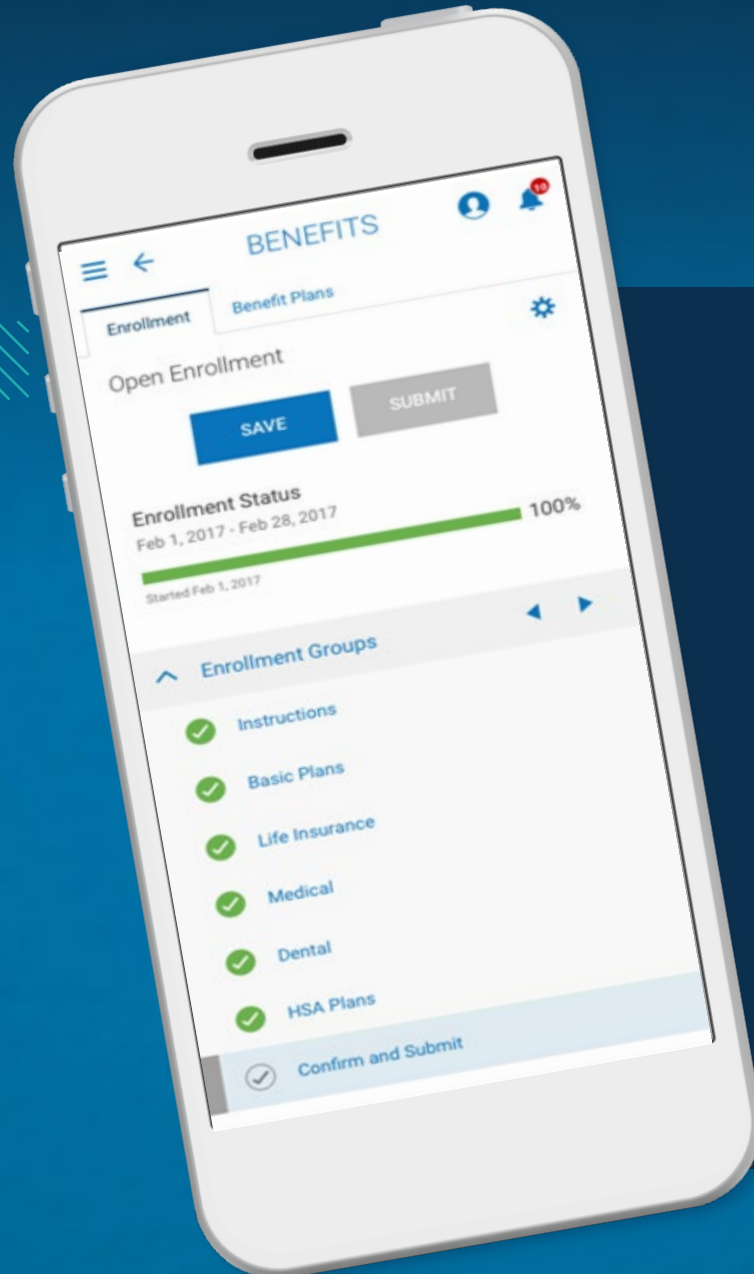 BENEFITS
10
Enrollment
Benefit Plans
Open Enrollment
SAVE
SUBMIT
Enrollment Status
Feb 1, 2017 - Feb 28, 2017
100%
Started Feb 1, 2017
Enrollment Groups
Instructions
Basic Plans
Life Insurance
Medical
Dental
HSA Plans
Confirm and Submit